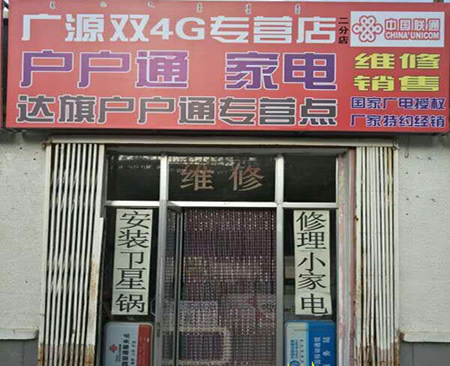 广源双4G专营店
二分店
中国联通
CHINA UNICOM
户户通 家电
维修
销售
达旗户户通专营点
国家广电授权
厂家特约经销
维修
安装卫星锅
修理小家电